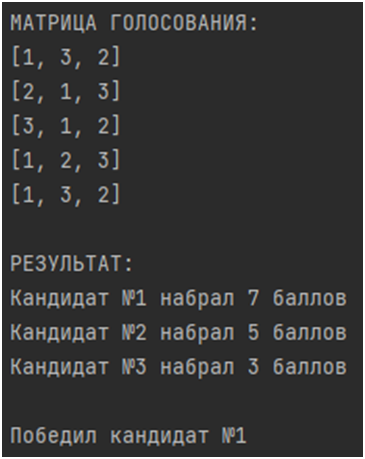 МАТРИЦА ГОЛОСОВАНИЯ:
[1, 3, 2]
[2, 1, 3]
[3, 1, 2]
[1, 2, 3]
[1, 3, 2]
РЕЗУЛЬТАТ:
Кандидат №1 набрал 7 баллов
Кандидат №2 набрал 5 баллов
Кандидат №3 набрал 3 баллов
Победил кандидат №1